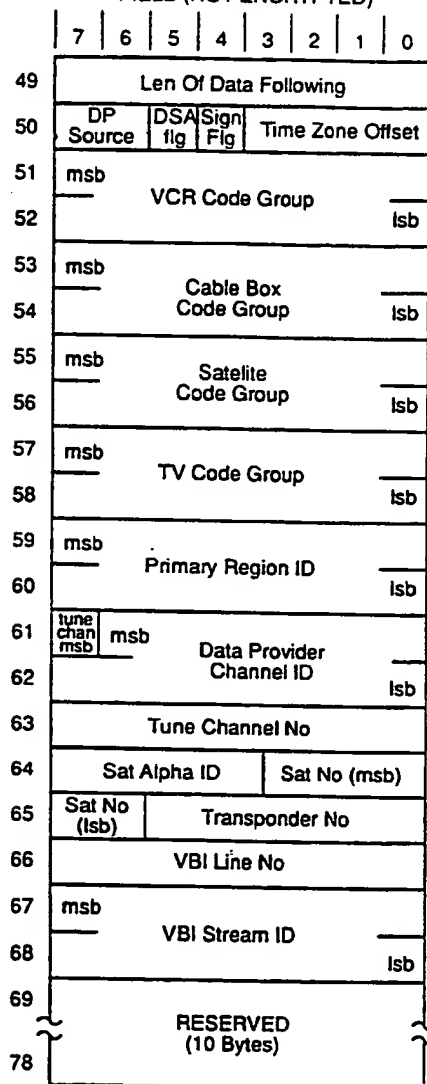 7 6 5 4 3 2 1 0
49 Len Of Data Following
50 DP Source DSA flg Sign Flg Time Zone Offset
51 msb
VCR Code Group
52 lsb
53 msb
Cable Box
Code Group
54 lsb
55 msb
Satelite
Code Group
56 lsb
57 msb
TV Code Group
58 lsb
59 msb
Primary Region ID
60 lsb
61 tune chan msb msb
Data Provider
Channel ID
62 lsb
63 Tune Channel No
64 Sat Alpha ID Sat No (msb)
65 Sat No (lsb) Transponder No
66 VBI Line No
67 msb
VBI Stream ID
68 lsb
69
RESERVED
(10 Bytes)
78